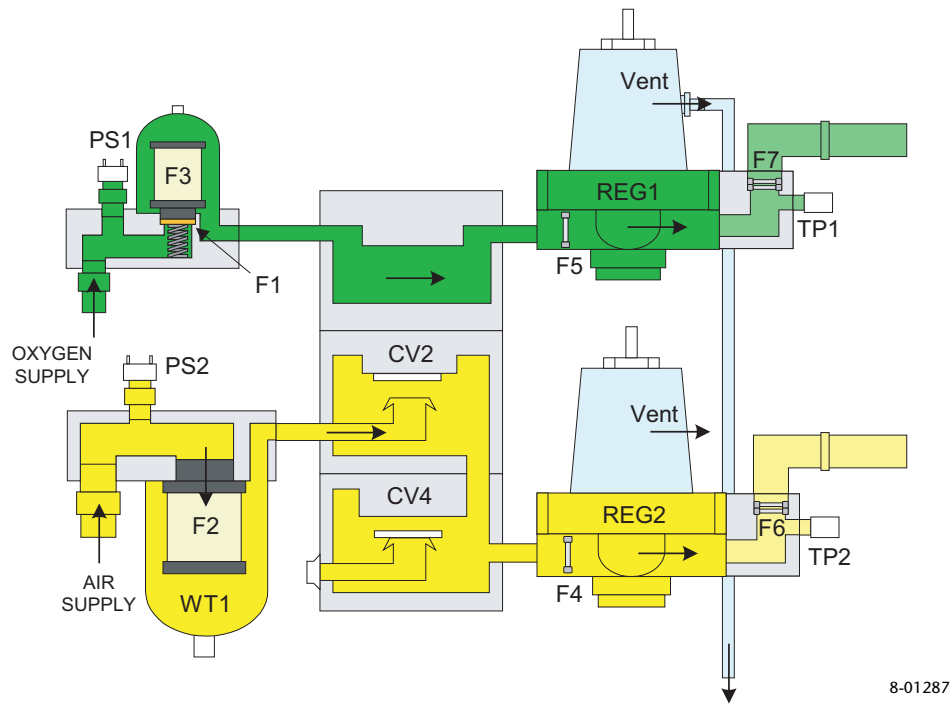 Vent
PS1
F3
F7
REG1
TP1
F5
F1
OXYGEN
SUPPLY
PS2
CV2
Vent
CV4
REG2
F6
F2
TP2
AIR
SUPPLY
WT1
F4
8-01287